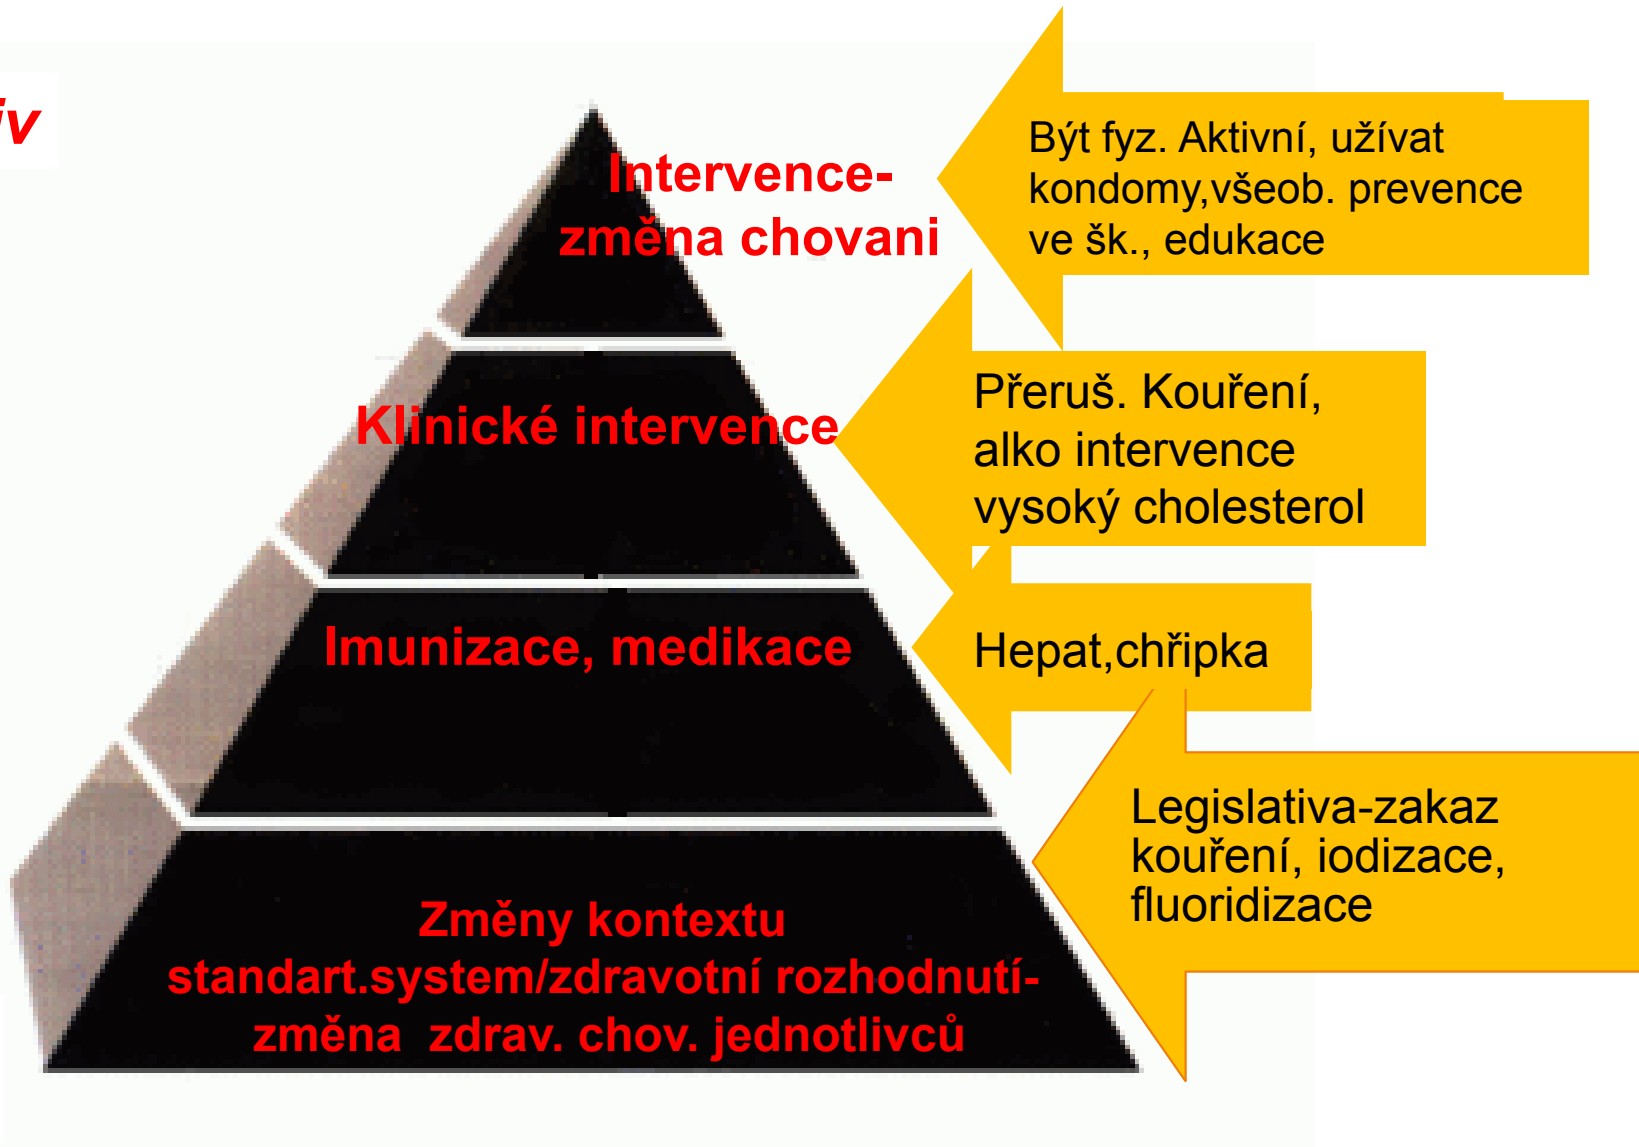 iv
Intervence-
změna chovani
Být fyz. Aktivní, užívat
kondomy,všeob. prevence
ve šk., edukace
Klinické intervence
Přeruš. Kouření,
alko intervence
vysoký cholesterol
Imunizace, medikace
Hepat,chřipka
Legislativa-zakaz
kouření, iodizace,
fluoridizace
Změny kontextu
standart.system/zdravotní rozhodnutí-
změna zdrav. chov. jednotlivců